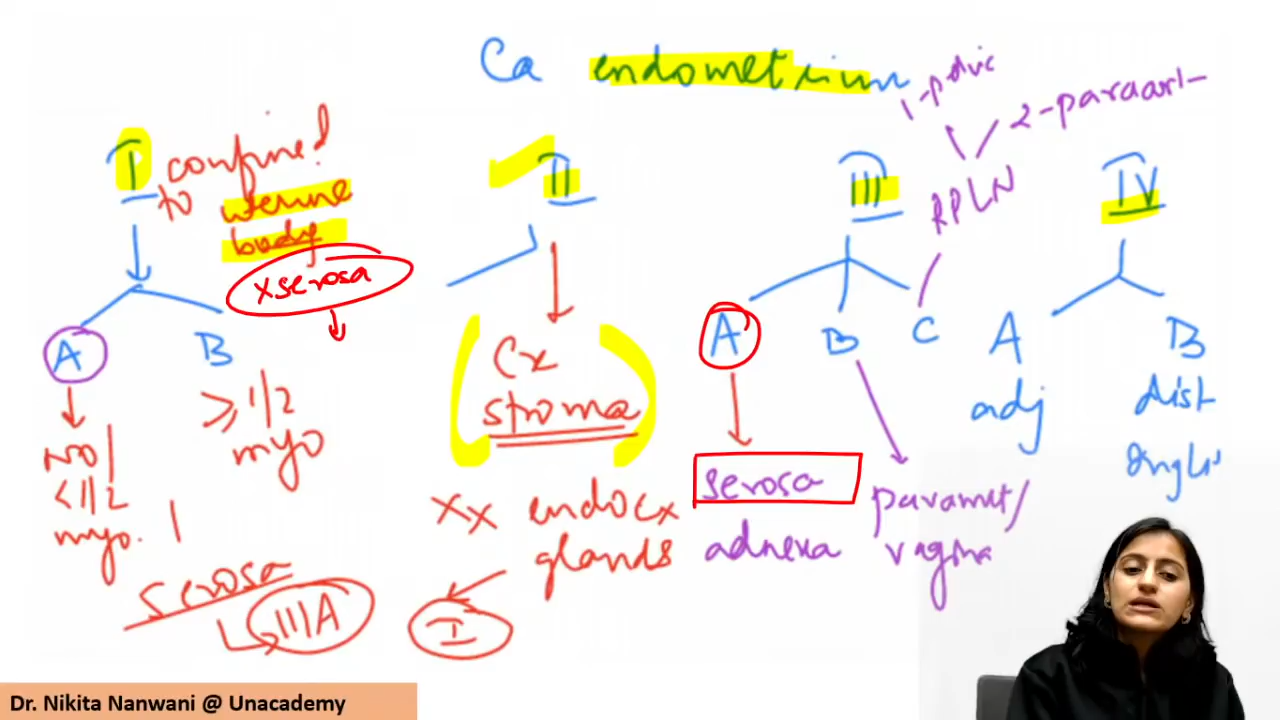 Ca endometrium
I confined
to uterine
body
x serosa
A
B
NO/
<1/2
myo.
≥ 1/2
myo
serosa
IIIA
II
Cx
stroma
xx endocx
glands
I
III
A
B
C
serosa
adnexa
paramet/
vagina
RPLN
1-pelvic
2-paraaort-
IV
A
adj
B
dist
Dr. Nikita Nanwani @ Unacademy